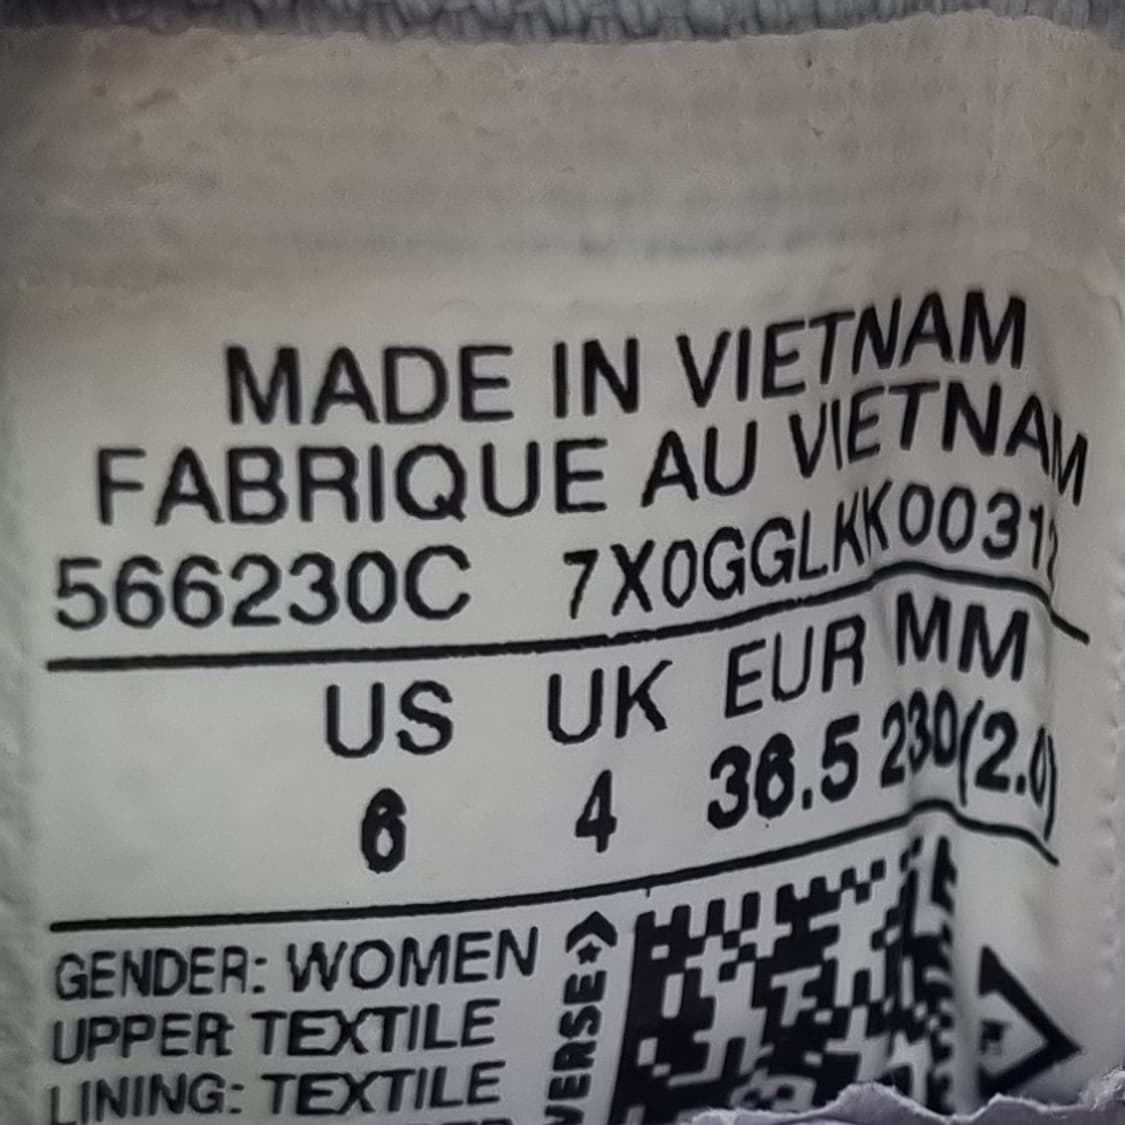 MADE IN VIETNAM
FABRIQUE AU VIETNAM
566230C 7X0GGLKK00312
US UK EUR MM
6 4 36.5 230(2.0)
GENDER: WOMEN
UPPER: TEXTILE
LINING: TEXTILE